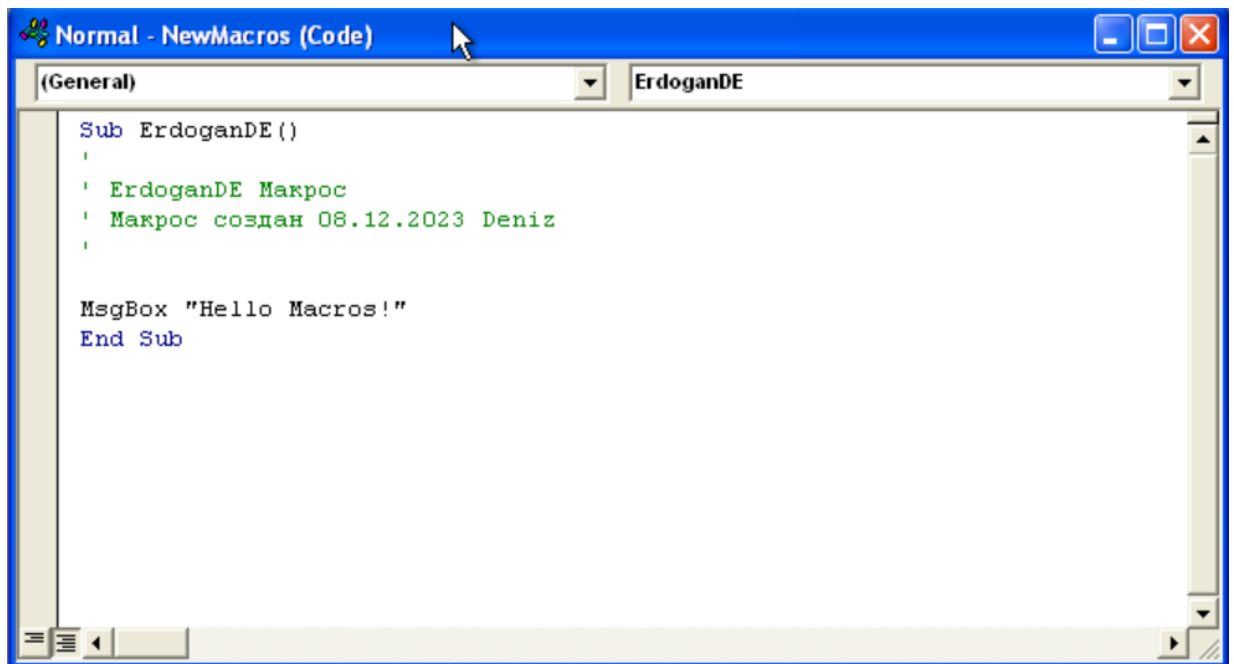 Normal - NewMacros (Code)
(General)
ErdoganDE
Sub ErdoganDE()
'
' ErdoganDE Макрос
' Макрос создан 08.12.2023 Deniz
'
MsgBox "Hello Macros!"
End Sub